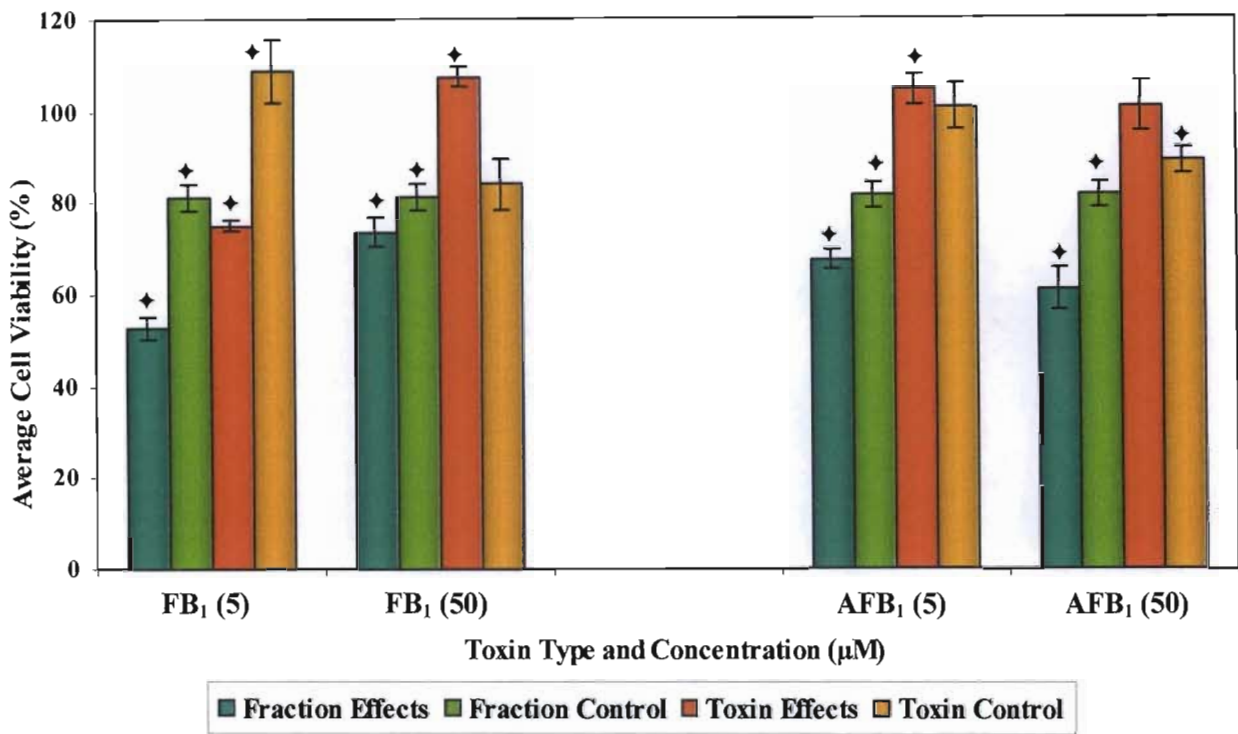 120
100
80
60
40
20
0
Average Cell Viability (%)
FB₁ (5)
FB₁ (50)
AFB₁ (5)
AFB₁ (50)
Toxin Type and Concentration (µM)
Fraction Effects Fraction Control Toxin Effects Toxin Control